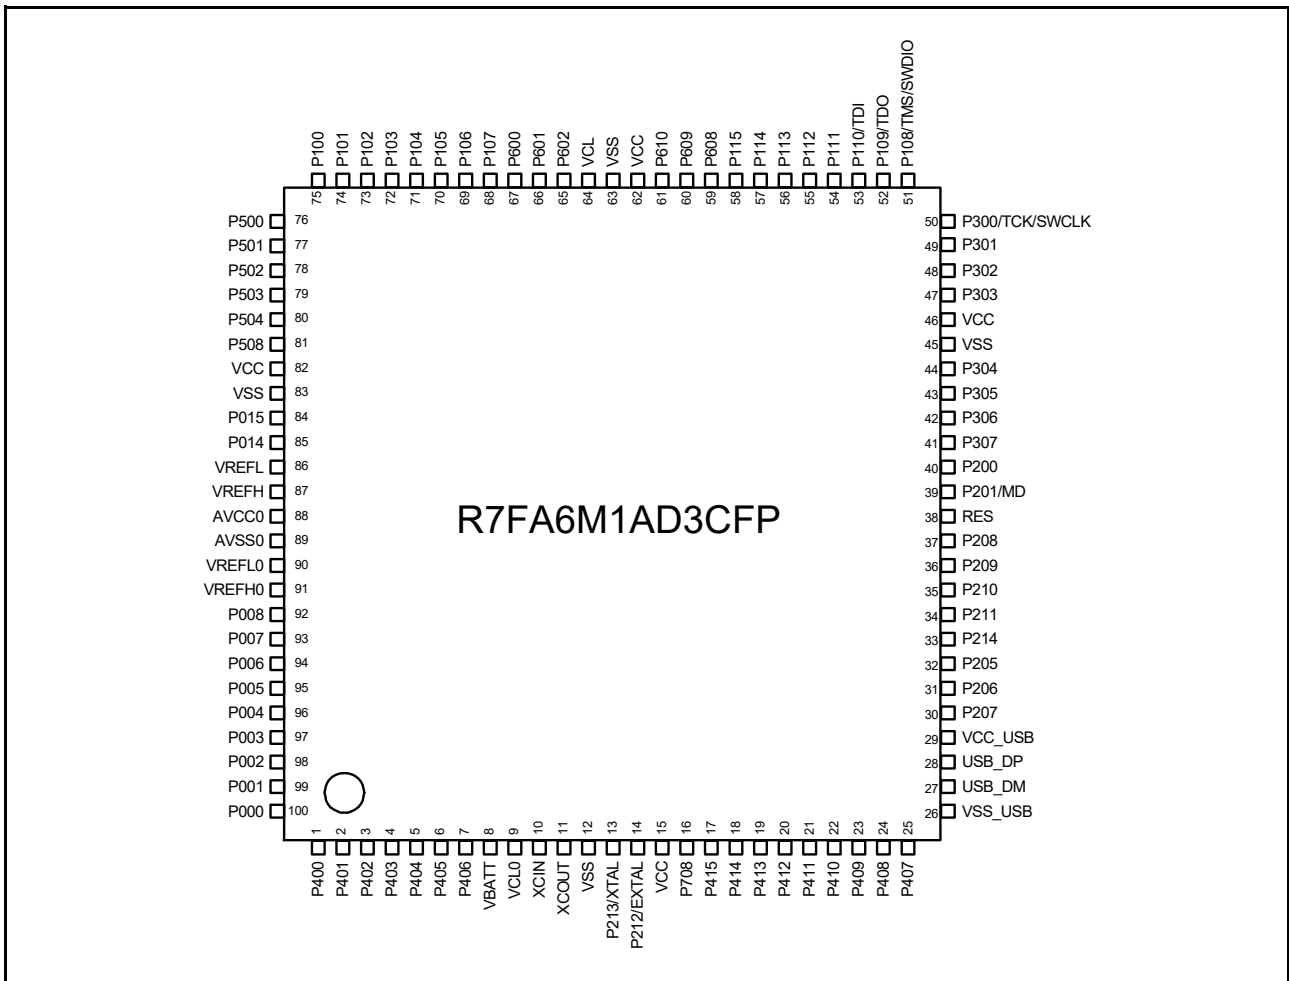 P100 P101 P102 P103 P104 P105 P106 P107 P600 P601 P602 VCL VSS VCC P610 P609 P608 P115 P114 P113 P112 P111 P110/TDI P109/TDO P108/TMS/SWDIO
75 74 73 72 71 70 69 68 67 66 65 64 63 62 61 60 59 58 57 56 55 54 53 52 51
P500 76 50 P300/TCK/SWCLK
P501 77 49 P301
P502 78 48 P302
P503 79 47 P303
P504 80 46 VCC
P508 81 45 VSS
VCC 82 44 P304
VSS 83 43 P305
P015 84 42 P306
P014 85 41 P307
VREFL 86 40 P200
VREFH 87 39 P201/MD
AVCC0 88 38 RES
R7FA6M1AD3CFP
AVSS0 89 37 P208
VREFL0 90 36 P209
VREFH0 91 35 P210
P008 92 34 P211
P007 93 33 P214
P006 94 32 P205
P005 95 31 P206
P004 96 30 P207
P003 97 29 VCC_USB
P002 98 28 USB_DP
P001 99 27 USB_DM
P000 100 26 VSS_USB
1 2 3 4 5 6 7 8 9 10 11 12 13 14 15 16 17 18 19 20 21 22 23 24 25
P400 P401 P402 P403 P404 P405 P406 VBATT VCL0 XCIN XCOUT VSS P213/XTAL P212/EXTAL VCC P708 P415 P414 P413 P412 P411 P410 P409 P408 P407